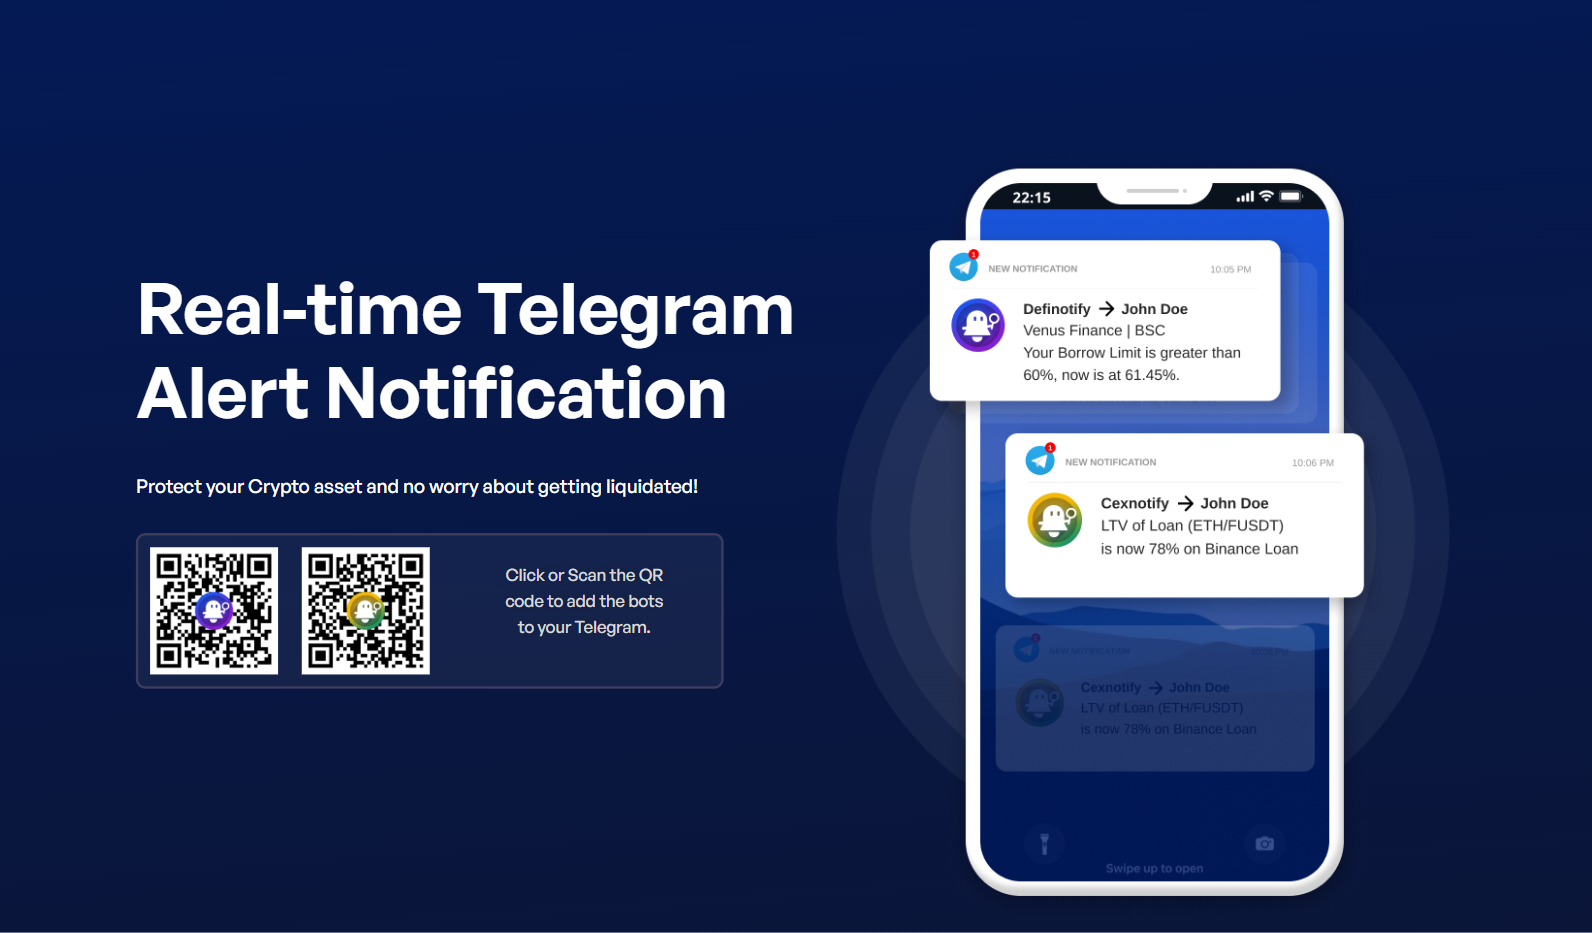 Real-time Telegram
Alert Notification
Protect your Crypto asset and no worry about getting liquidated!
Click or Scan the QR
code to add the bots
to your Telegram.
22:15
1
NEW NOTIFICATION 10:05 PM
Definotify → John Doe
Venus Finance | BSC
Your Borrow Limit is greater than
60%, now is at 61.45%.
1
NEW NOTIFICATION 10:06 PM
Cexnotify → John Doe
LTV of Loan (ETH/FUSDT)
is now 78% on Binance Loan
1
NEW NOTIFICATION 10:06 PM
Cexnotify → John Doe
LTV of Loan (ETH/FUSDT)
is now 78% on Binance Loan
Swipe up to open